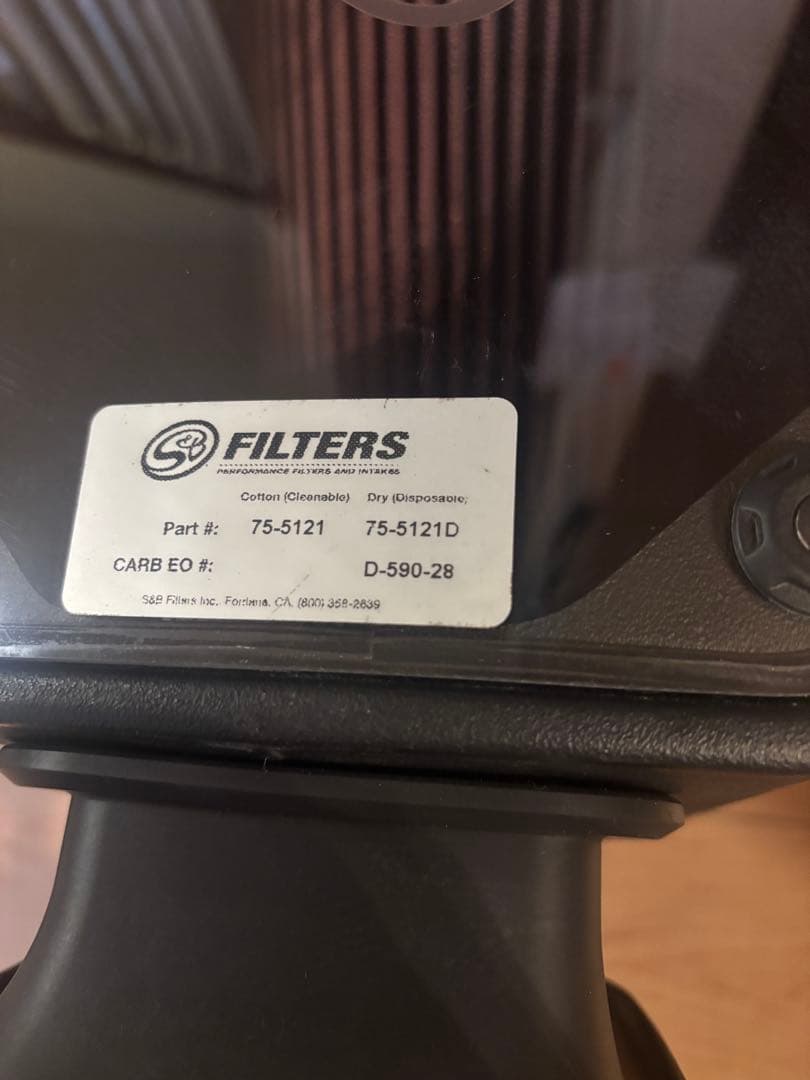 S&B FILTERS
PERFORMANCE FILTERS AND INTAKES
Cotton (Cleanable) Dry (Disposable)
Part #: 75-5121 75-5121D
CARB EO #: D-590-28
S&B Filters Inc. Fontana, CA. (800) 358-2639